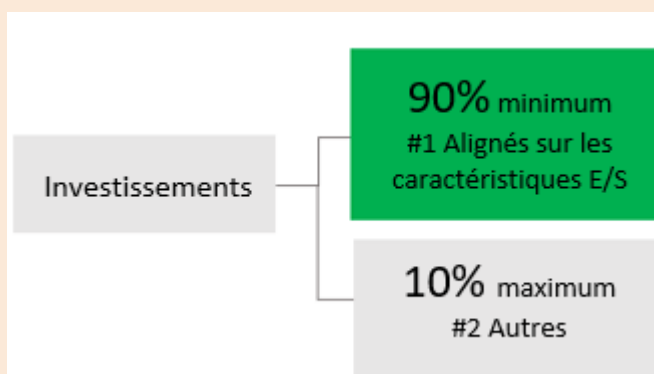 Investissements
90% minimum
#1 Alignés sur les
caractéristiques E/S
10% maximum
#2 Autres